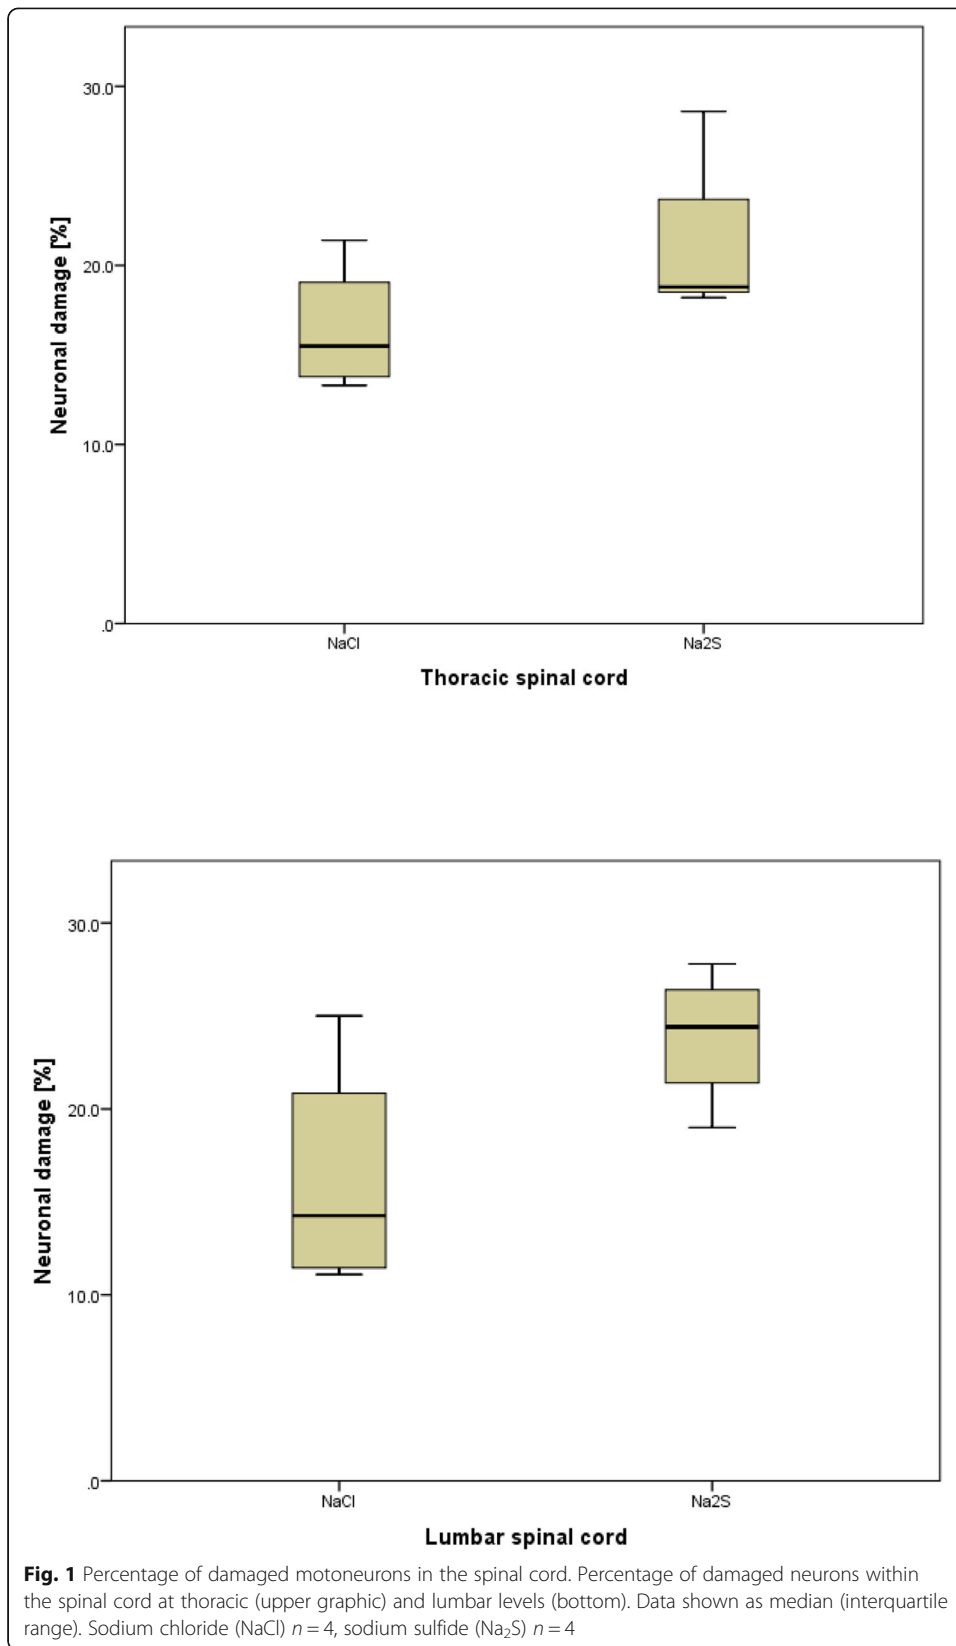 30.0
20.0
10.0
.0
Neuronal damage [%]
NaCl
Na2S
Thoracic spinal cord
30.0
20.0
10.0
.0
Neuronal damage [%]
NaCl
Na2S
Lumbar spinal cord
Fig. 1 Percentage of damaged motoneurons in the spinal cord. Percentage of damaged neurons within
the spinal cord at thoracic (upper graphic) and lumbar levels (bottom). Data shown as median (interquartile
range). Sodium chloride (NaCl) n = 4, sodium sulfide (Na₂S) n = 4